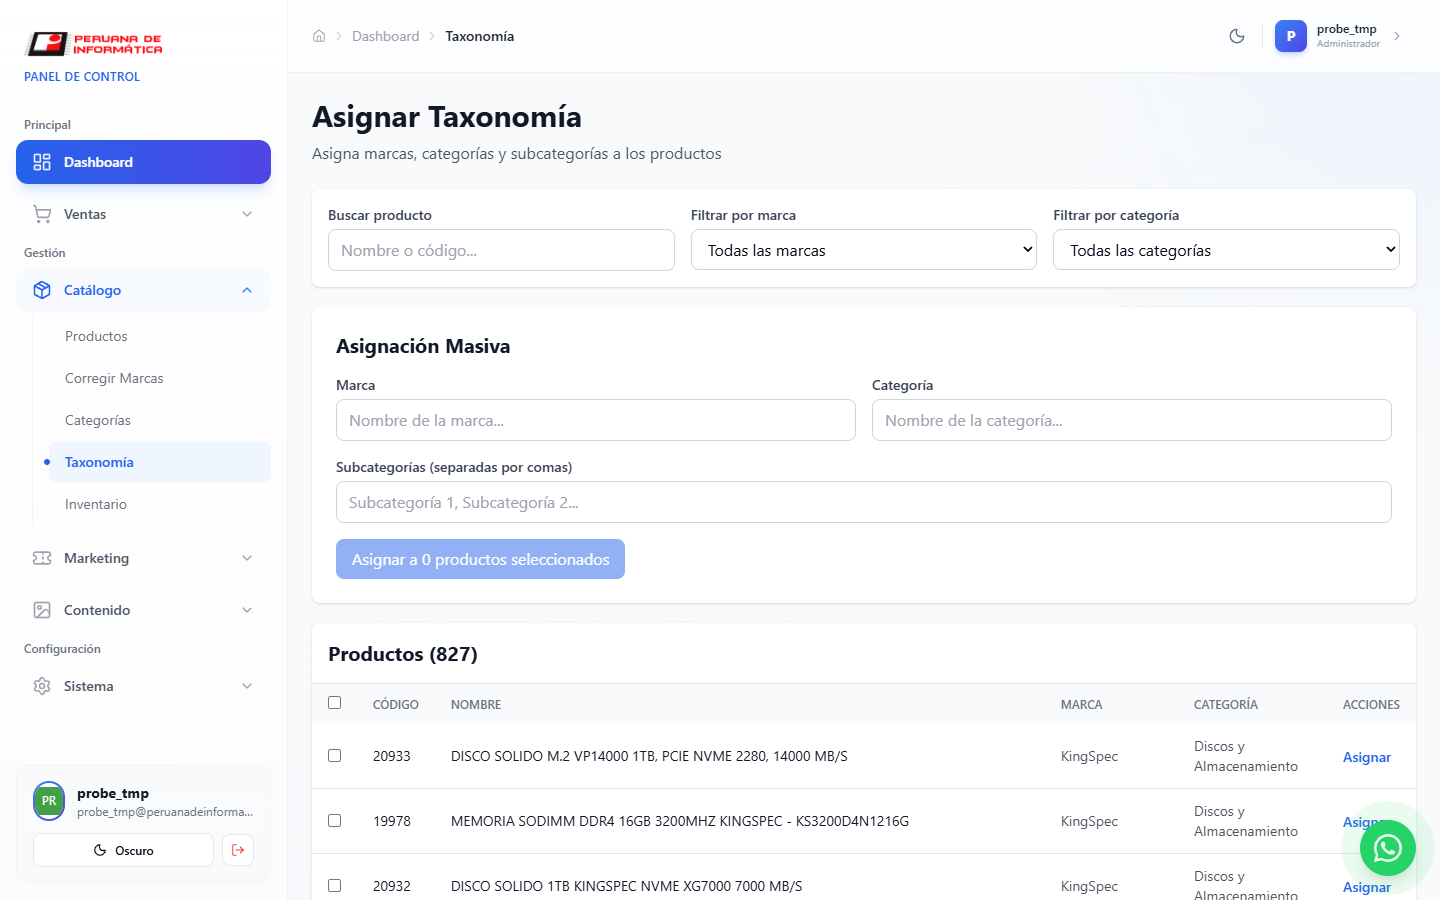 PERUANA DE
INFORMÁTICA
PANEL DE CONTROL
Principal
Dashboard
Ventas
Gestión
Catálogo
Productos
Corregir Marcas
Categorías
Taxonomía
Inventario
Marketing
Contenido
Configuración
Sistema
PR
probe_tmp
probe_tmp@peruanadeinforma...
Oscuro
Dashboard
Taxonomía
P
probe_tmp
Administrador
Asignar Taxonomía
Asigna marcas, categorías y subcategorías a los productos
Buscar producto
Nombre o código...
Filtrar por marca
Todas las marcas
Filtrar por categoría
Todas las categorías
Asignación Masiva
Marca
Nombre de la marca...
Categoría
Nombre de la categoría...
Subcategorías (separadas por comas)
Subcategoría 1, Subcategoría 2...
Asignar a 0 productos seleccionados
Productos (827)
CÓDIGO NOMBRE MARCA CATEGORÍA ACCIONES
20933 DISCO SOLIDO M.2 VP14000 1TB, PCIE NVME 2280, 14000 MB/S KingSpec Discos y Almacenamiento Asignar
19978 MEMORIA SODIMM DDR4 16GB 3200MHZ KINGSPEC - KS3200D4N1216G KingSpec Discos y Almacenamiento Asignar
20932 DISCO SOLIDO 1TB KINGSPEC NVME XG7000 7000 MB/S KingSpec Discos y Almacenamiento Asignar